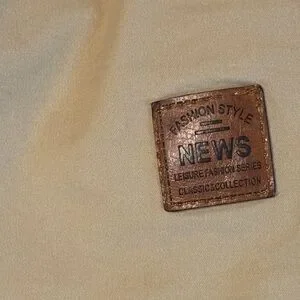 FASHION STYLE
NEWS
LEISURE FASHION SERIES
CLASSIC&COLLECTION